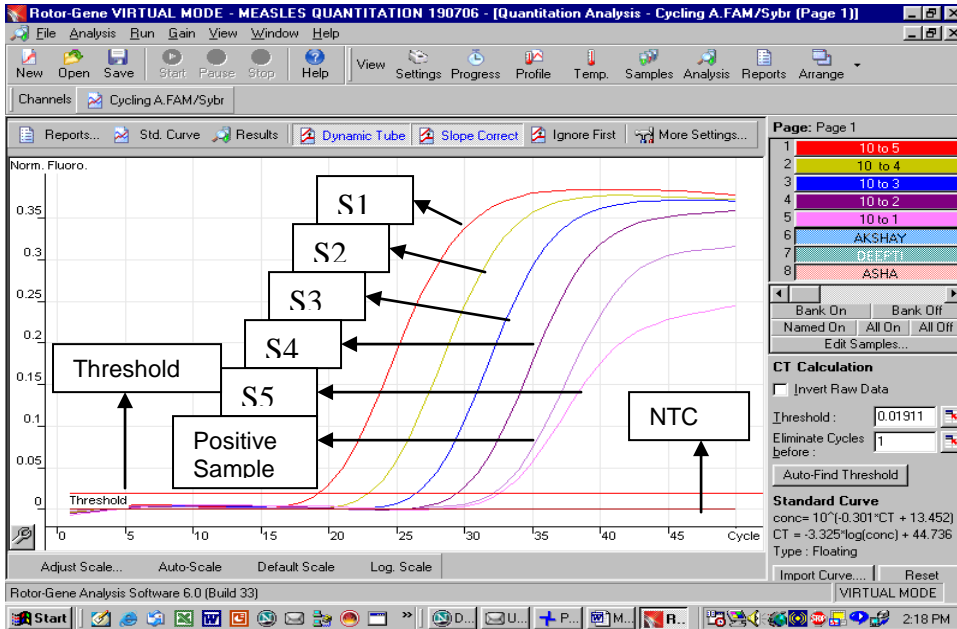 Rotor-Gene VIRTUAL MODE - MEASLES QUANTITATION 190706 - [Quantitation Analysis - Cycling A.FAM/Sybr (Page 1)]
File Analysis Run Gain View Window Help
New Open Save Start Pause Stop Help View Settings Progress Profile Temp. Samples Analysis Reports Arrange
Channels Cycling A.FAM/Sybr
Reports... Std. Curve Results Dynamic Tube Slope Correct Ignore First More Settings...
Norm. Fluoro.
0.35
0.3
0.25
0.2
0.15
0.1
0.05
0
S1
S2
S3
S4
S5
Threshold
Positive
Sample
NTC
Threshold
0 5 10 15 20 25 30 35 40 45 Cycle
Adjust Scale... Auto-Scale Default Scale Log. Scale
Page: Page 1
1 10 to 5
2 10 to 4
3 10 to 3
4 10 to 2
5 10 to 1
6 AKSHAY
7 DEEPTI
8 ASHA
Bank On Bank Off
Named On All On All Off
Edit Samples...
CT Calculation
Invert Raw Data
Threshold : 0.01911
Eliminate Cycles before : 1
Auto-Find Threshold
Standard Curve
conc= 10^(-0.301*CT + 13.452)
CT = -3.325*log(conc) + 44.736
Type : Floating
Import Curve.... Reset
Rotor-Gene Analysis Software 6.0 (Build 33) VIRTUAL MODE
Start » D... U... P... M... R.. 2:18 PM